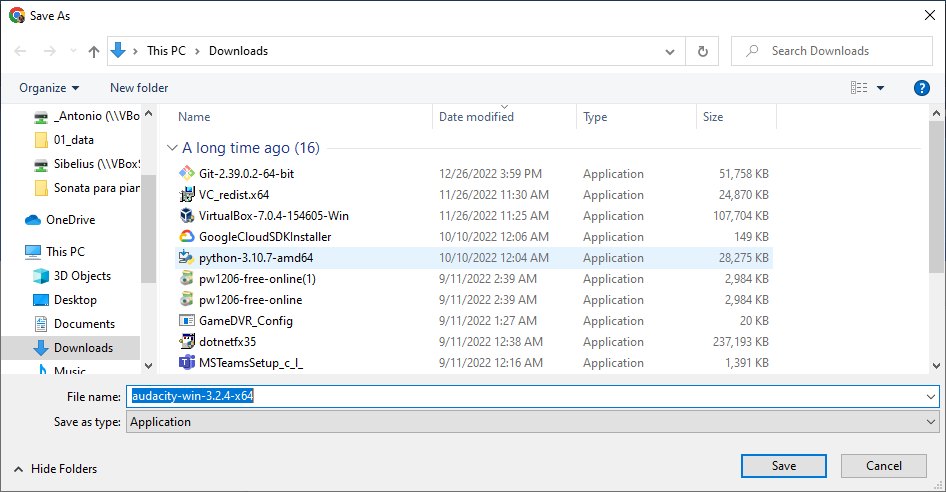 Save As
This PC > Downloads
Search Downloads
Organize
New folder
_Antonio (\\VBo
01_data
Sibelius (\\VBoxS
Sonata para pian
OneDrive
This PC
3D Objects
Desktop
Documents
Downloads
Music
Name Date modified Type Size
A long time ago (16)
Git-2.39.0.2-64-bit 12/26/2022 3:59 PM Application 51,758 KB
VC_redist.x64 11/26/2022 11:30 AM Application 24,870 KB
VirtualBox-7.0.4-154605-Win 11/26/2022 11:25 AM Application 107,704 KB
GoogleCloudSDKInstaller 10/10/2022 12:06 AM Application 149 KB
python-3.10.7-amd64 10/10/2022 12:04 AM Application 28,275 KB
pw1206-free-online(1) 9/11/2022 2:39 AM Application 2,984 KB
pw1206-free-online 9/11/2022 2:39 AM Application 2,984 KB
GameDVR_Config 9/11/2022 1:27 AM Application 20 KB
dotnetfx35 9/11/2022 12:38 AM Application 237,193 KB
MSTeamsSetup_c_l_ 9/11/2022 12:16 AM Application 1,391 KB
File name: audacity-win-3.2.4-x64
Save as type: Application
Hide Folders
Save
Cancel